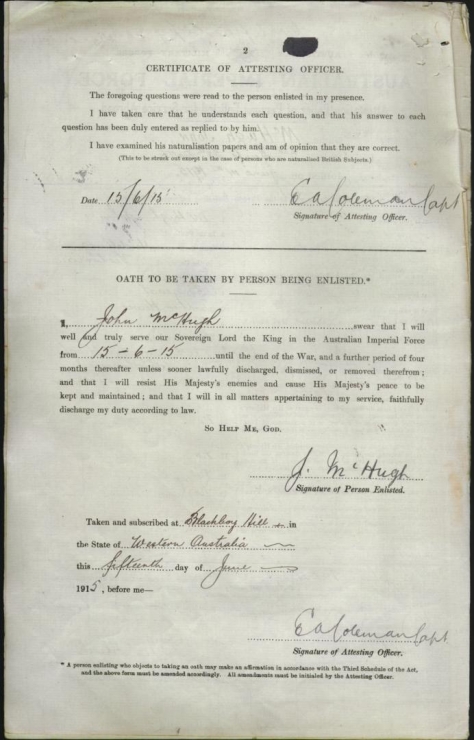 2
CERTIFICATE OF ATTESTING OFFICER.
The foregoing questions were read to the person enlisted in my presence.
I have taken care that he understands each question, and that his answer to each
question has been duly entered as replied to by him.
I have examined his naturalisation papers and am of opinion that they are correct.
(This to be struck out except in the case of persons who are naturalised British Subjects.)
Date 15/6/15 E A Coleman Capt
Signature of Attesting Officer.
OATH TO BE TAKEN BY PERSON BEING ENLISTED.*
I, John McHugh swear that I will
well and truly serve our Sovereign Lord the King in the Australian Imperial Force
from 15-6-15 until the end of the War, and a further period of four
months thereafter unless sooner lawfully discharged, dismissed, or removed therefrom;
and that I will resist His Majesty's enemies and cause His Majesty's peace to be
kept and maintained; and that I will in all matters appertaining to my service, faithfully
discharge my duty according to law.
SO HELP ME, GOD.
J. McHugh
Signature of Person Enlisted.
Taken and subscribed at Blackboy Hill in
the State of Western Australia
this fifteenth day of June
1915, before me—
E A Coleman Capt
Signature of Attesting Officer.
* A person enlisting who objects to taking an oath may make an affirmation in accordance with the Third Schedule of the Act,
and the above form must be amended accordingly. All amendments must be initialed by the Attesting Officer.